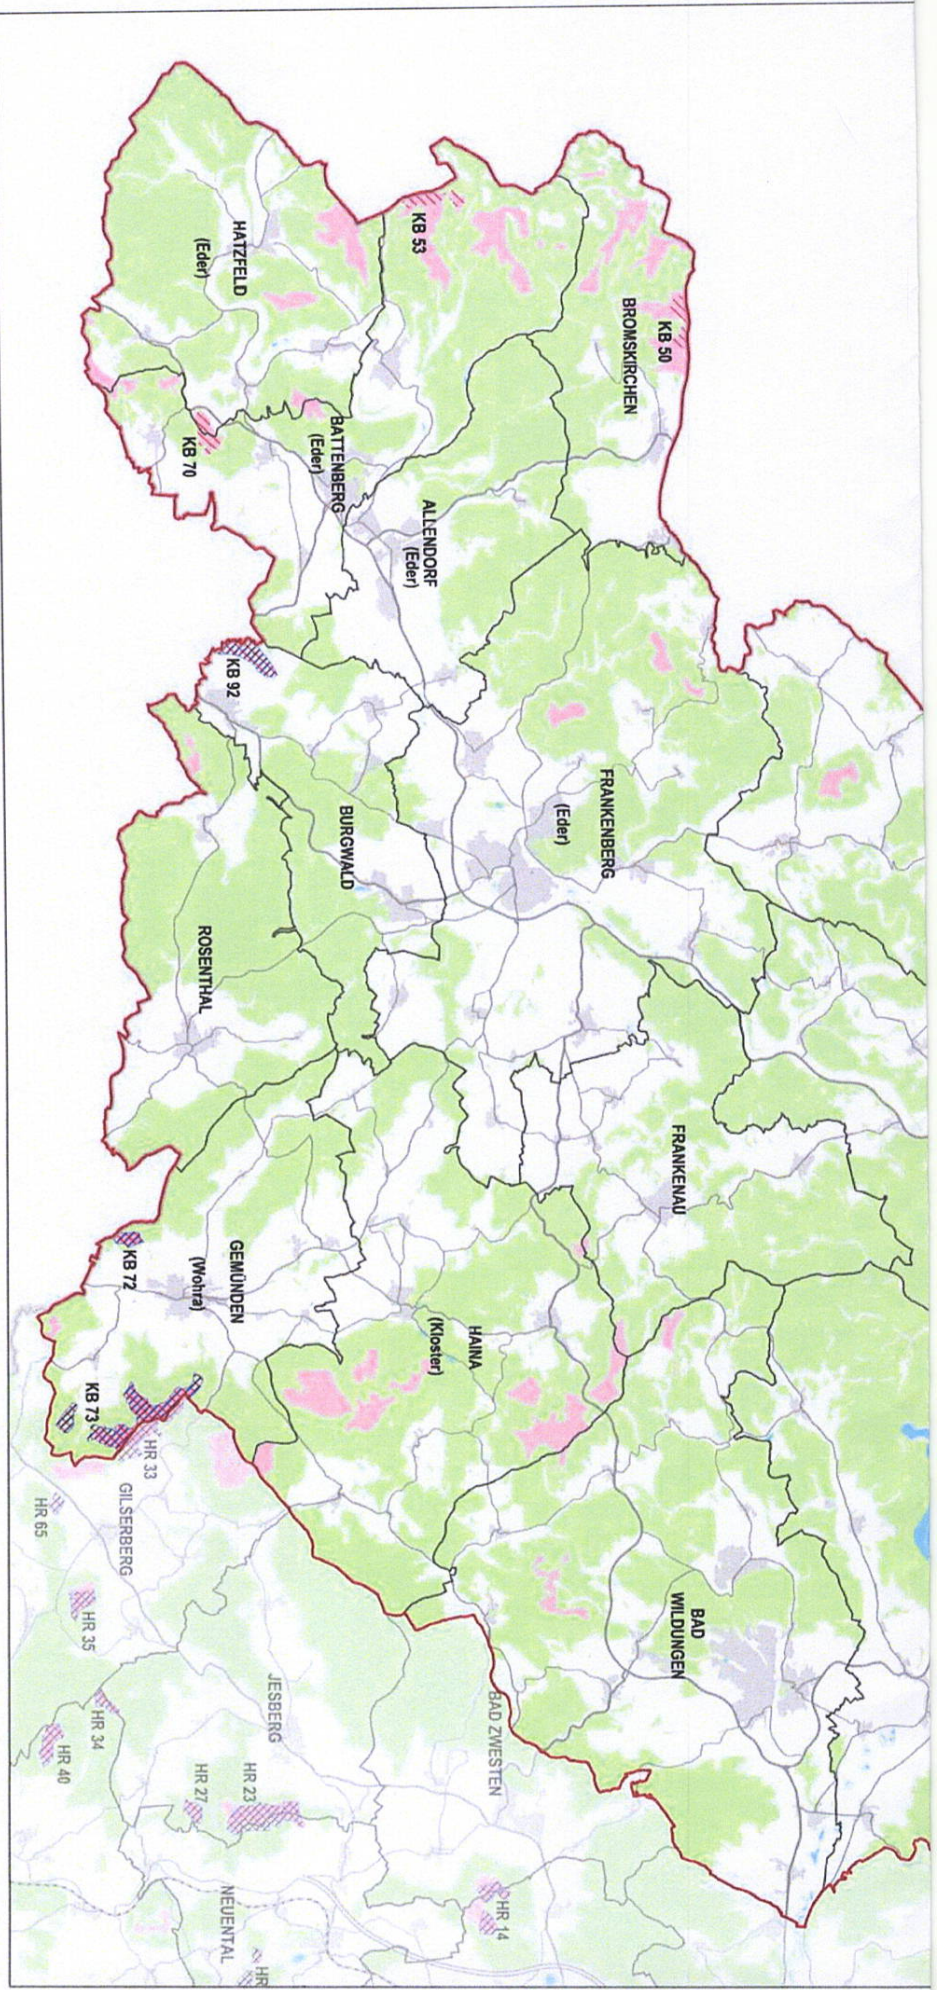 KB 50
BROMSKIRCHEN
KB 53
HATZFELD
(Eder)
BATTENBERG
(Eder)
KB 70
ALLENDORF
(Eder)
KB 92
FRANKENBERG
(Eder)
BURGWALD
ROSENTHAL
FRANKENAU
GEMÜNDEN
(Wohra)
KB 72
HAINA
(Kloster)
KB 73
HR 33
GILSERBERG
HR 65
HR 35
BAD
WILDUNGEN
BAD ZWESTEN
JESBERG
HR 34
HR 40
HR 27
HR 23
NEUENTAL
HR 14
HR